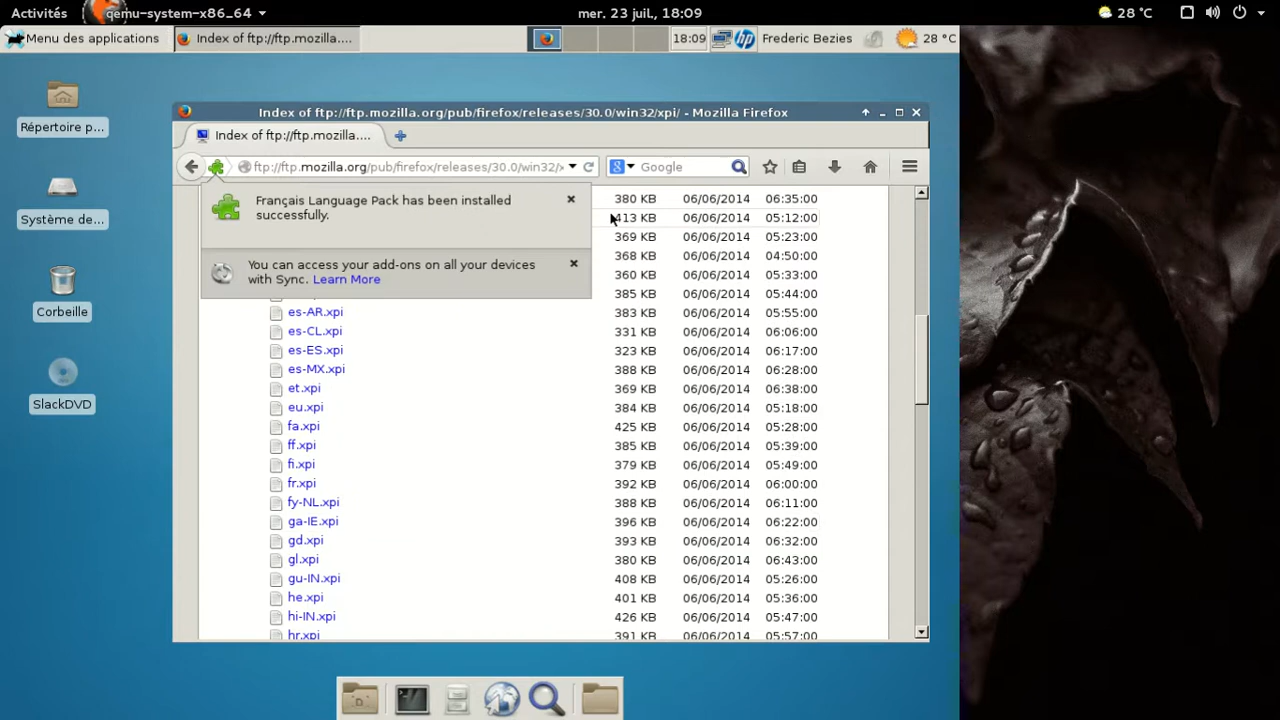 Activités
qemu-system-x86_64
mer. 23 juil., 18:09
28 °C
Menu des applications
Index of ftp://ftp.mozilla....
18:09
Frederic Bezies
28 °C
Répertoire p...
Système de...
Corbeille
SlackDVD
Index of ftp://ftp.mozilla.org/pub/firefox/releases/30.0/win32/xpi/ - Mozilla Firefox
Index of ftp://ftp.mozilla....
ftp://ftp.mozilla.org/pub/firefox/releases/30.0/win32/
Google
Français Language Pack has been installed
successfully.
You can access your add-ons on all your devices
with Sync. Learn More
380 KB 06/06/2014 06:35:00
413 KB 06/06/2014 05:12:00
369 KB 06/06/2014 05:23:00
368 KB 06/06/2014 04:50:00
360 KB 06/06/2014 05:33:00
385 KB 06/06/2014 05:44:00
es-AR.xpi 383 KB 06/06/2014 05:55:00
es-CL.xpi 331 KB 06/06/2014 06:06:00
es-ES.xpi 323 KB 06/06/2014 06:17:00
es-MX.xpi 388 KB 06/06/2014 06:28:00
et.xpi 369 KB 06/06/2014 06:38:00
eu.xpi 384 KB 06/06/2014 05:18:00
fa.xpi 425 KB 06/06/2014 05:28:00
ff.xpi 385 KB 06/06/2014 05:39:00
fi.xpi 379 KB 06/06/2014 05:49:00
fr.xpi 392 KB 06/06/2014 06:00:00
fy-NL.xpi 388 KB 06/06/2014 06:11:00
ga-IE.xpi 396 KB 06/06/2014 06:22:00
gd.xpi 393 KB 06/06/2014 06:32:00
gl.xpi 380 KB 06/06/2014 06:43:00
gu-IN.xpi 408 KB 06/06/2014 05:26:00
he.xpi 401 KB 06/06/2014 05:36:00
hi-IN.xpi 426 KB 06/06/2014 05:47:00
hr.xpi 391 KB 06/06/2014 05:57:00